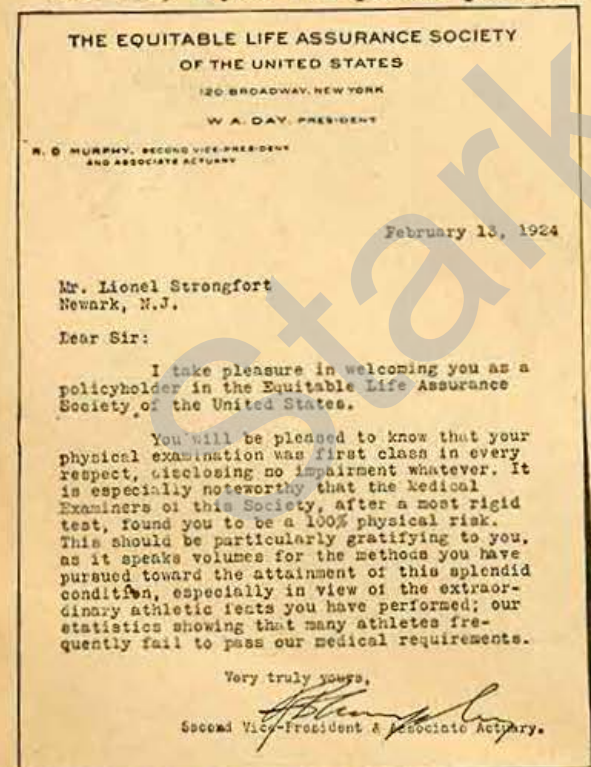 THE EQUITABLE LIFE ASSURANCE SOCIETY
OF THE UNITED STATES
120 BROADWAY, NEW YORK
W A. DAY, PRESIDENT
R. D MURPHY, SECOND VICE-PRESIDENT
AND ASSOCIATE ACTUARY
February 13, 1924
Mr. Lionel Strongfort
Newark, N.J.
Dear Sir:
I take pleasure in welcoming you as a
policyholder in the Equitable Life Assurance
Society of the United States.
You will be pleased to know that your
physical examination was first class in every
respect, disclosing no impairment whatever. It
is especially noteworthy that the Medical
Examiners of this Society, after a most rigid
test, found you to be a 100% physical risk.
This should be particularly gratifying to you,
as it speaks volumes for the methods you have
pursued toward the attainment of this splendid
condition, especially in view of the extraor-
dinary athletic feats you have performed; our
statistics showing that many athletes fre-
quently fail to pass our medical requirements.
Very truly yours,
Second Vice-President & Associate Actuary.
Stark